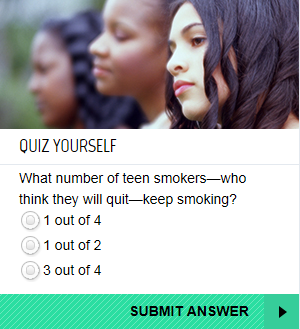 QUIZ YOURSELF
What number of teen smokers—who
think they will quit—keep smoking?
1 out of 4
1 out of 2
3 out of 4
SUBMIT ANSWER